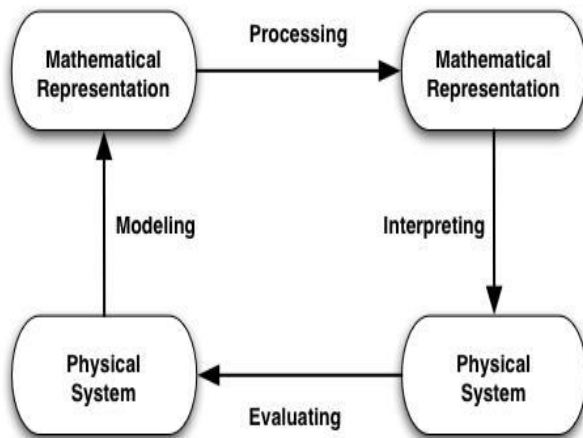 Processing
Mathematical
Representation
Mathematical
Representation
Modeling
Interpreting
Physical
System
Physical
System
Evaluating